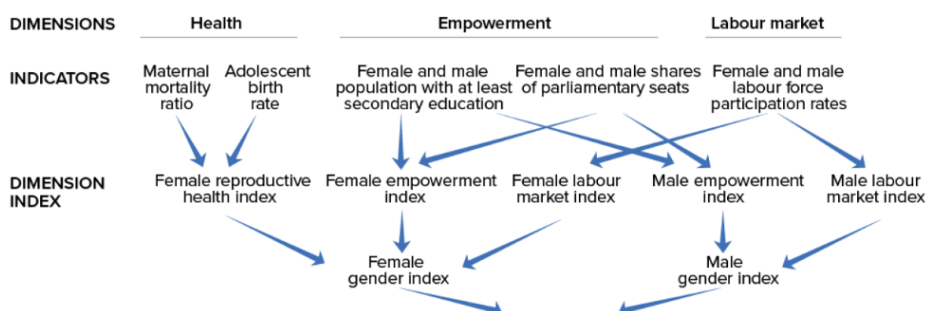 DIMENSIONS Health Empowerment Labour market
INDICATORS
Maternal
mortality
ratio
Adolescent
birth
rate
Female and male
population with at least
secondary education
Female and male shares
of parliamentary seats
Female and male
labour force
participation rates
DIMENSION
INDEX
Female reproductive
health index
Female empowerment
index
Female labour
market index
Male empowerment
index
Male labour
market index
Female
gender index
Male
gender index